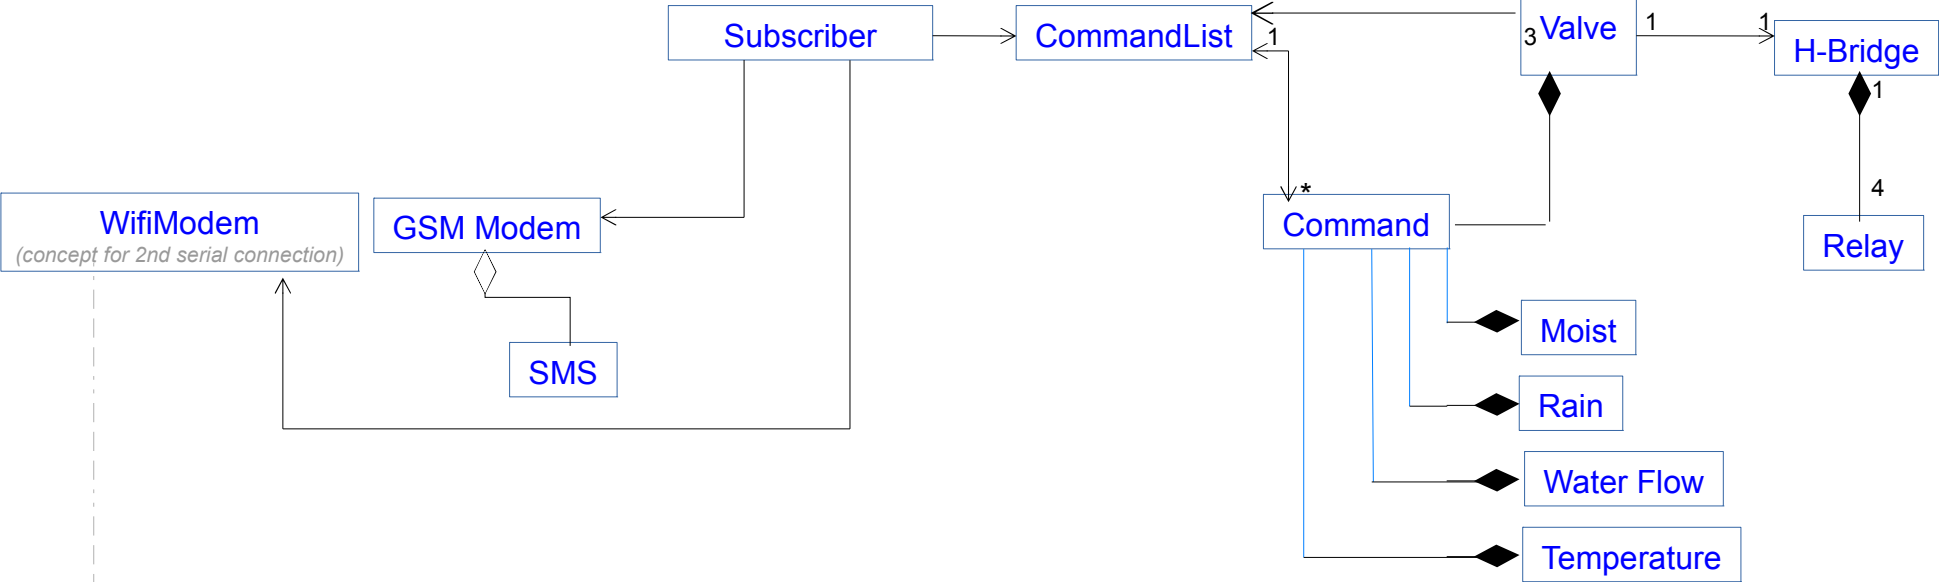 Subscriber
CommandList
1
3
Valve
1
1
H-Bridge
1
4
Relay
WifiModem
(concept for 2nd serial connection)
GSM Modem
SMS
*
Command
Moist
Rain
Water Flow
Temperature